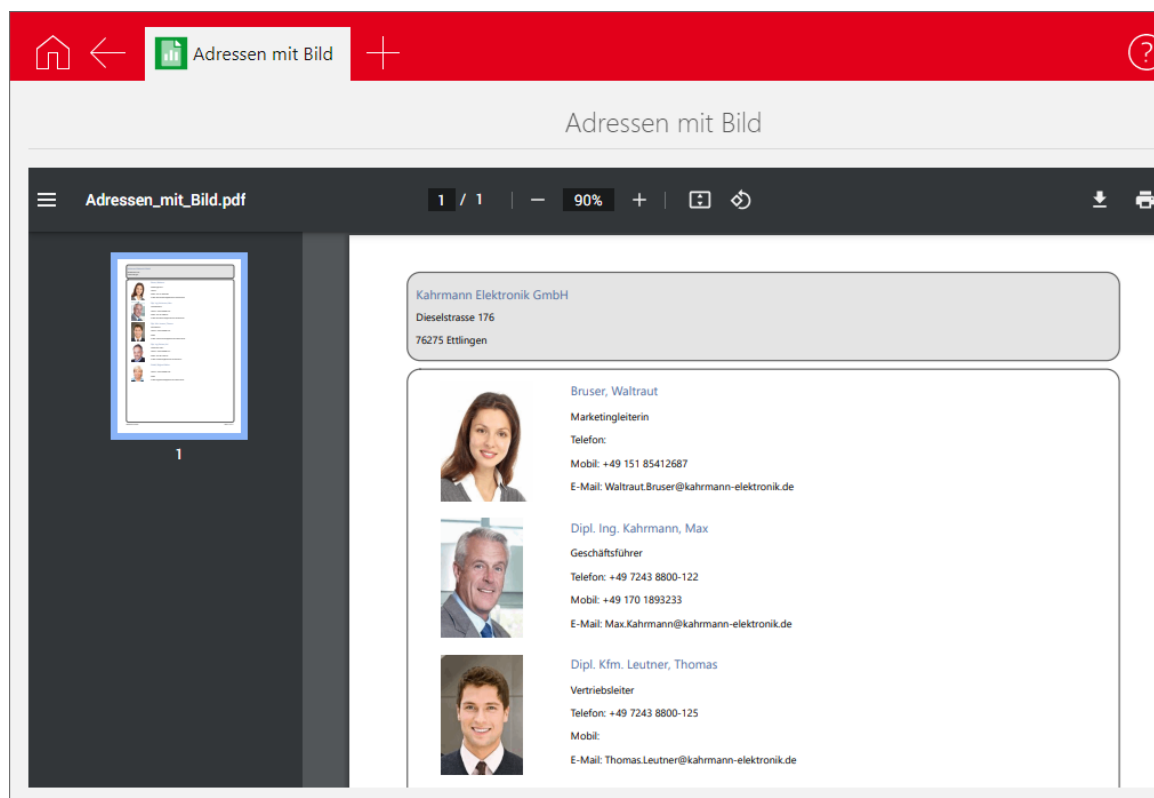 Adressen mit Bild
?
Adressen mit Bild
Adressen_mit_Bild.pdf
1 / 1
90%
Kahrmann Elektronik GmbH
Dieselstrasse 176
76275 Ettlingen
Bruser, Waltraut
Marketingleiterin
Telefon:
Mobil: +49 151 85412687
E-Mail: Waltraut.Bruser@kahrmann-elektronik.de
Dipl. Ing. Kahrmann, Max
Geschäftsführer
Telefon: +49 7243 8800-122
Mobil: +49 170 1893233
E-Mail: Max.Kahrmann@kahrmann-elektronik.de
Dipl. Kfm. Leutner, Thomas
Vertriebsleiter
Telefon: +49 7243 8800-125
Mobil:
E-Mail: Thomas.Leutner@kahrmann-elektronik.de
1